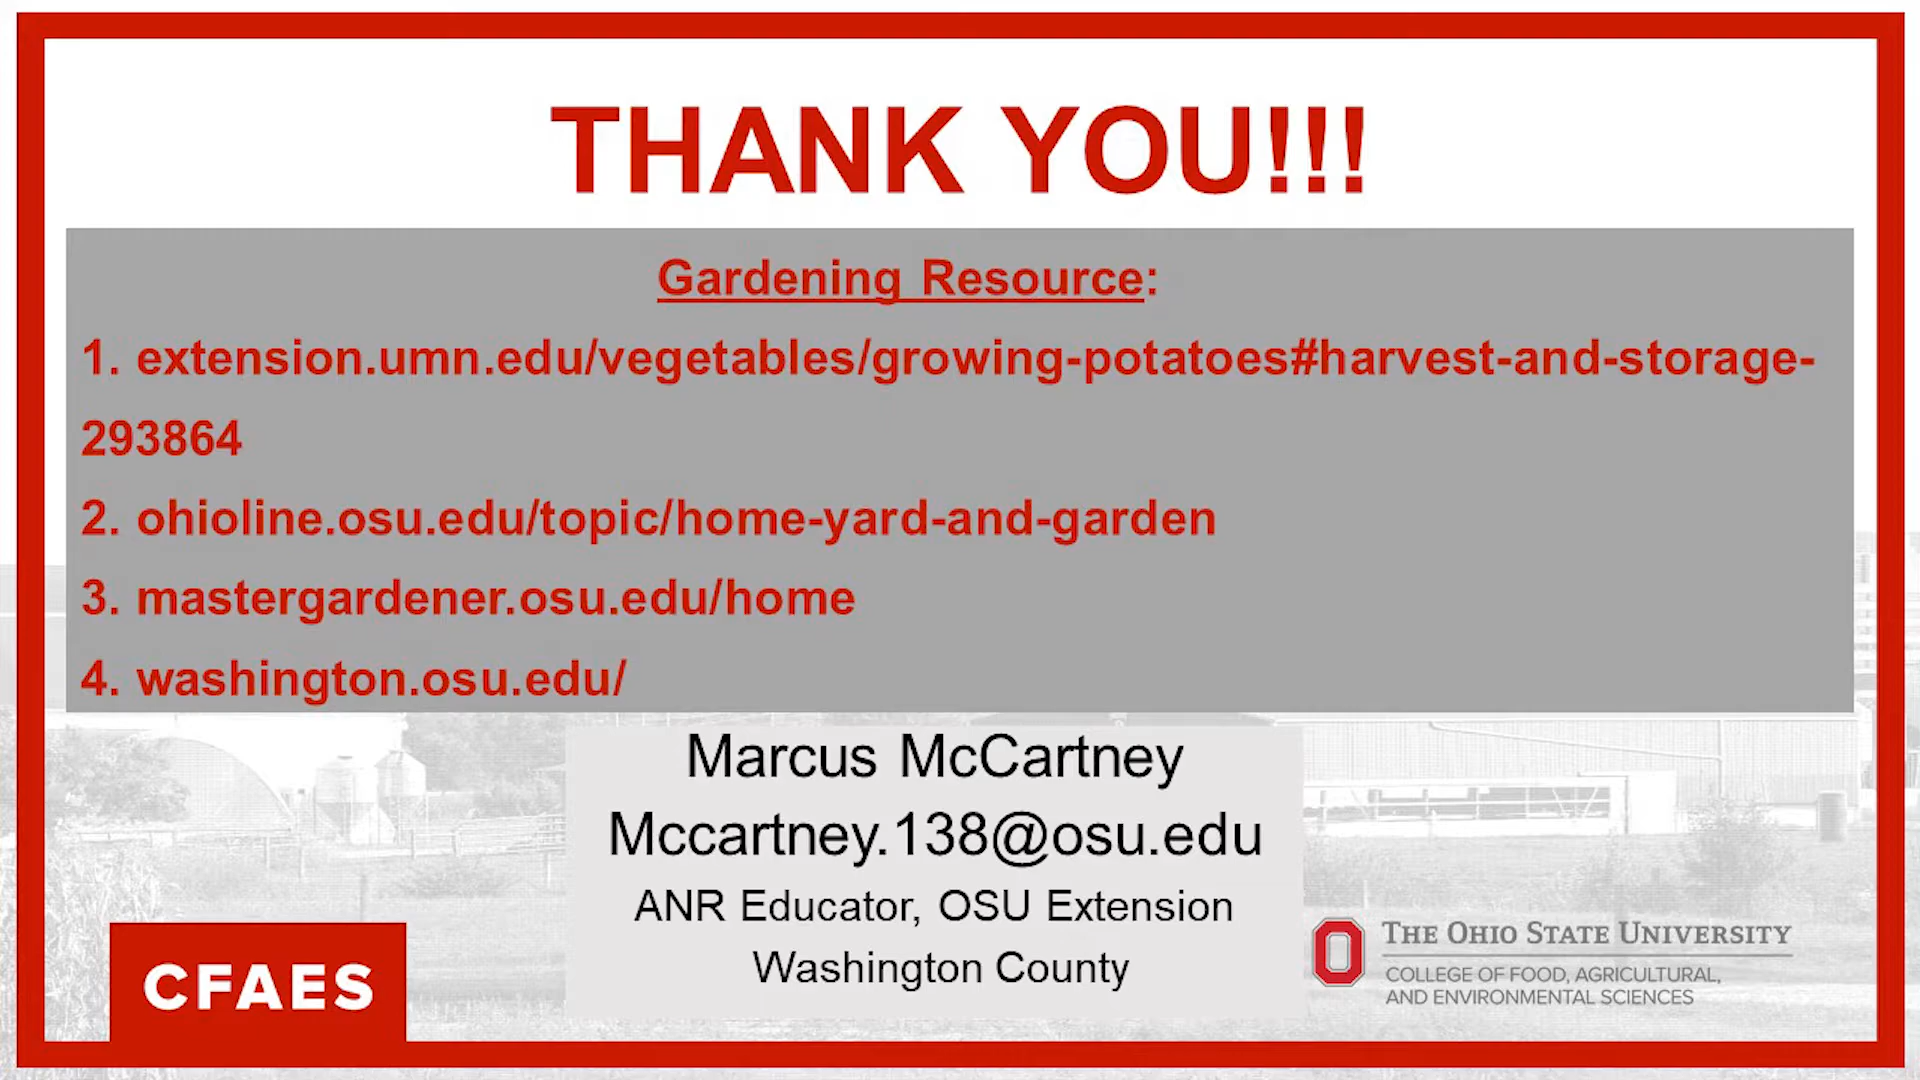 THANK YOU!!!
Gardening Resource:
1. extension.umn.edu/vegetables/growing-potatoes#harvest-and-storage-
293864
2. ohioline.osu.edu/topic/home-yard-and-garden
3. mastergardener.osu.edu/home
4. washington.osu.edu/
Marcus McCartney
Mccartney.138@osu.edu
ANR Educator, OSU Extension
Washington County
CFAES
THE OHIO STATE UNIVERSITY
COLLEGE OF FOOD, AGRICULTURAL,
AND ENVIRONMENTAL SCIENCES